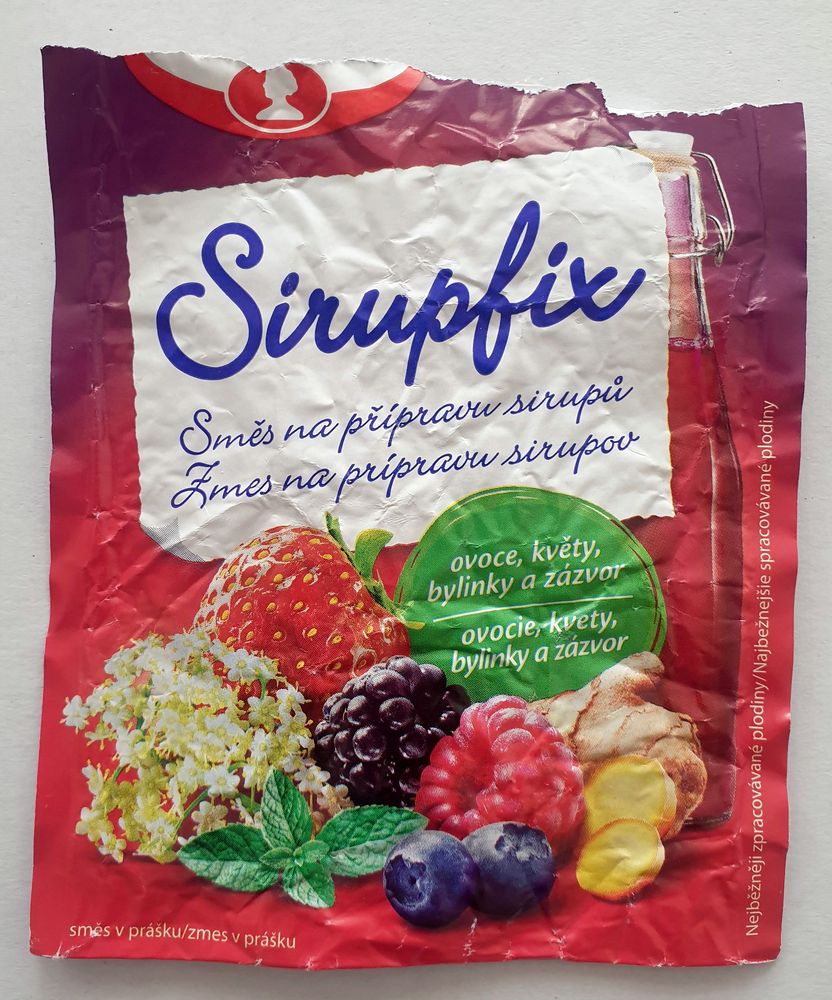 Sirupfix
Směs na přípravu sirupů
Zmes na prípravu sirupov
ovoce, květy,
bylinky a zázvor
ovocie, kvety,
bylinky a zázvor
směs v prášku/zmes v prášku
Nejběžněji zpracovávané plodiny/Najbežnejšie spracovávané plodiny